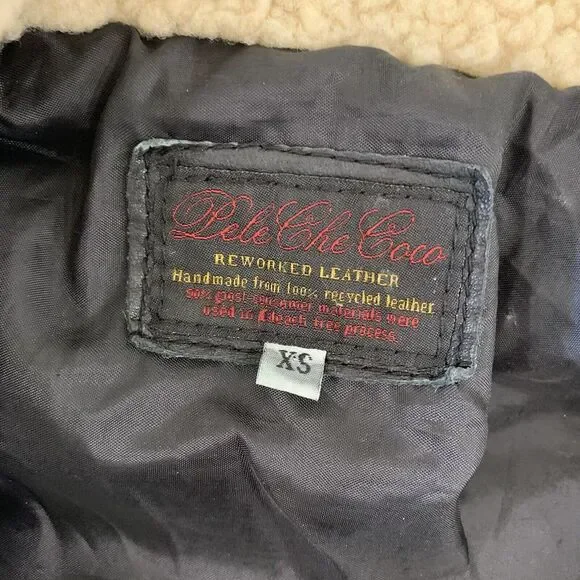 Pele Che Coco
REWORKED LEATHER
Handmade from 100% recycled leather.
50% post consumer materials were
used in bleach free process.
XS